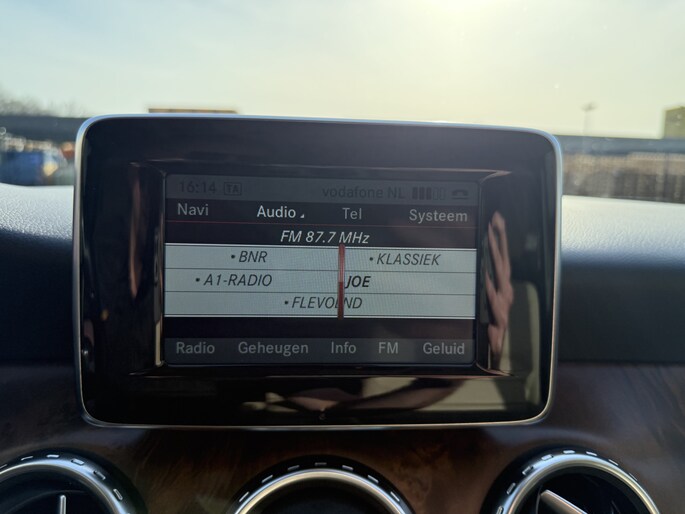 16:14 TA vodafone NL
Navi Audio Tel Systeem
FM 87.7 MHz
• BNR • KLASSIEK
• A1-RADIO JOE
• FLEVOLND
Radio Geheugen Info FM Geluid